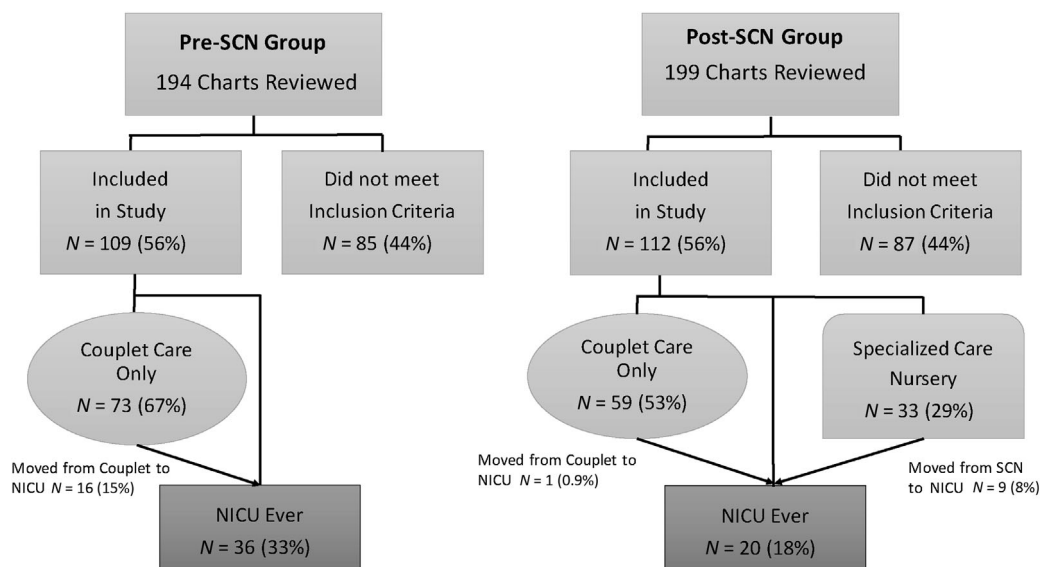 Pre-SCN Group
194 Charts Reviewed
Included
in Study
N = 109 (56%)
Did not meet
Inclusion Criteria
N = 85 (44%)
Couplet Care
Only
N = 73 (67%)
Moved from Couplet to
NICU N = 16 (15%)
NICU Ever
N = 36 (33%)
Post-SCN Group
199 Charts Reviewed
Included
in Study
N = 112 (56%)
Did not meet
Inclusion Criteria
N = 87 (44%)
Couplet Care
Only
N = 59 (53%)
Specialized Care
Nursery
N = 33 (29%)
Moved from Couplet to
NICU N = 1 (0.9%)
Moved from SCN
to NICU N = 9 (8%)
NICU Ever
N = 20 (18%)